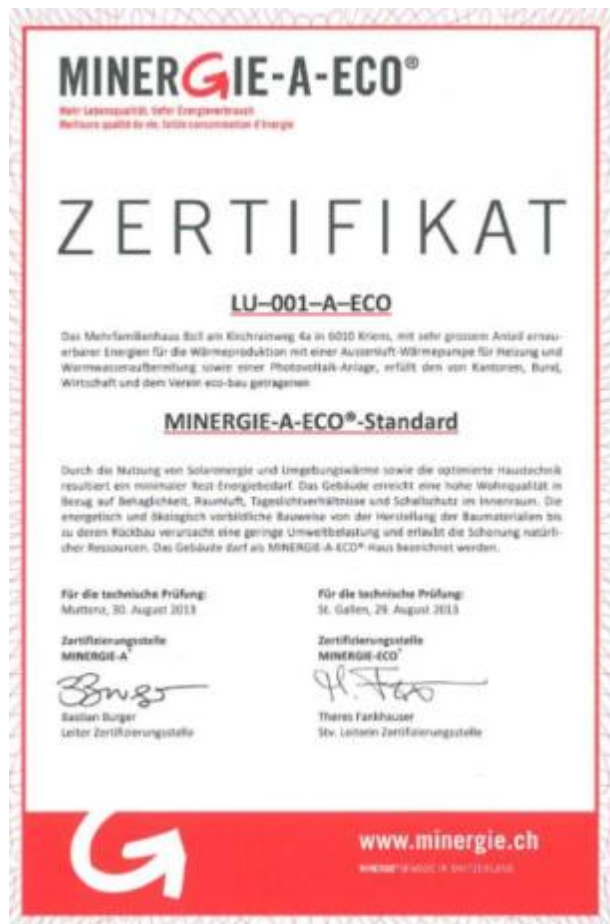 MINERGIE-A-ECO®
Mehr Lebensqualität, tiefer Energieverbrauch
Meilleure qualité de vie, faible consommation d'énergie
ZERTIFIKAT
LU–001–A–ECO
Das Mehrfamilienhaus Boll am Kirchrainweg 4a in 6010 Kriens, mit sehr grossem Anteil erneu-
erbarer Energien für die Wärmeproduktion mit einer Aussenluft-Wärmepumpe für Heizung und
Warmwasseraufbereitung sowie einer Photovoltaik-Anlage, erfüllt den von Kantonen, Bund,
Wirtschaft und dem Verein eco-bau getragenen
MINERGIE-A-ECO®-Standard
Durch die Nutzung von Solarenergie und Umgebungswärme sowie die optimierte Haustechnik
resultiert ein minimaler Rest-Energiebedarf. Das Gebäude erreicht eine hohe Wohnqualität in
Bezug auf Behaglichkeit, Raumluft, Tageslichtverhältnisse und Schallschutz im Innenraum. Die
energetisch und ökologisch vorbildliche Bauweise von der Herstellung der Baumaterialien bis
zu deren Rückbau verursacht eine geringe Umweltbelastung und erlaubt die Schonung natürli-
cher Ressourcen. Das Gebäude darf als MINERGIE-A-ECO®-Haus bezeichnet werden.
Für die technische Prüfung:
Muttenz, 30. August 2013
Zertifizierungsstelle
MINERGIE-A®
Bastian Burger
Leiter Zertifizierungsstelle
Für die technische Prüfung:
St. Gallen, 29. August 2013
Zertifizierungsstelle
MINERGIE-ECO®
Theres Fankhauser
Stv. Leiterin Zertifizierungsstelle
www.minergie.ch
MINERGIE® MADE IN SWITZERLAND